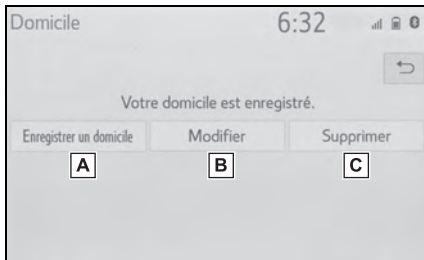 Domicile 6:32
Votre domicile est enregistré.
Enregistrer un domicile Modifier Supprimer
A B C